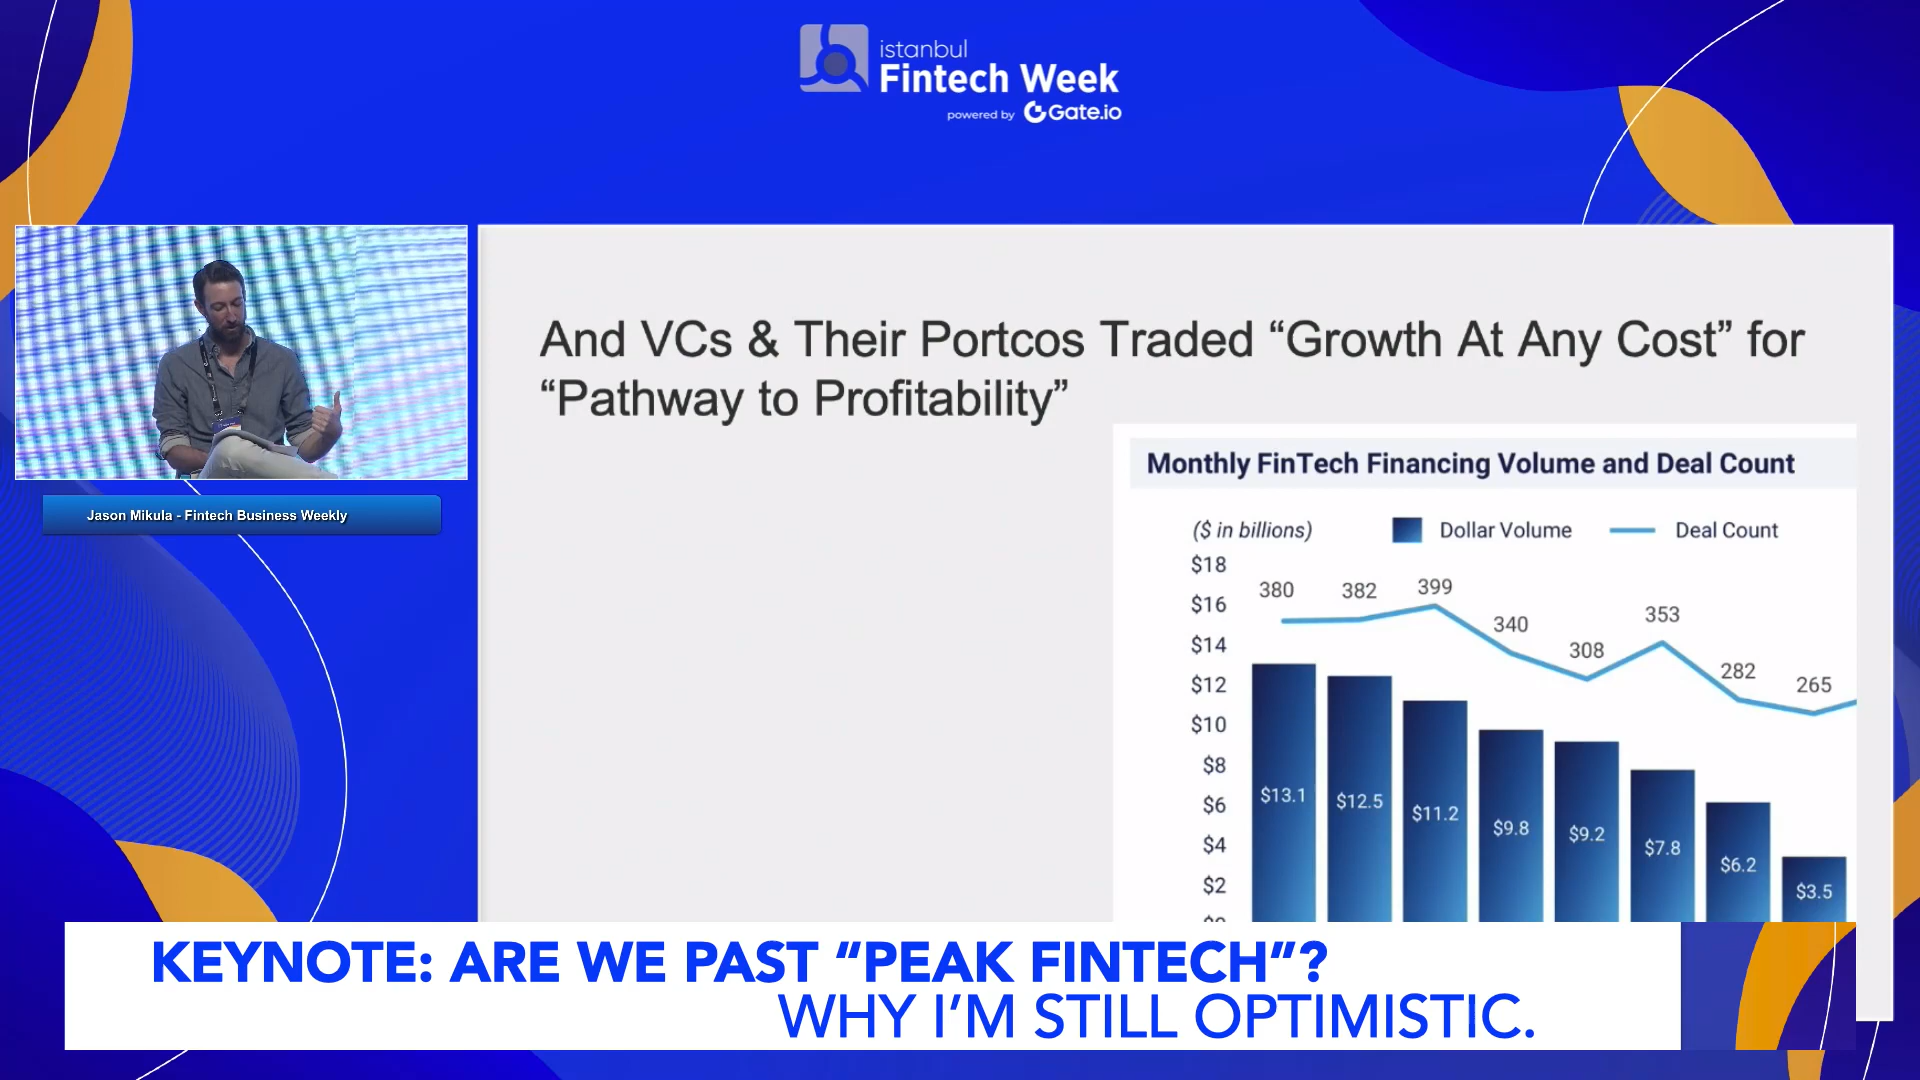 istanbul
Fintech Week
powered by Gate.io
Jason Mikula - Fintech Business Weekly
And VCs & Their Portcos Traded “Growth At Any Cost” for
“Pathway to Profitability”
Monthly FinTech Financing Volume and Deal Count
($ in billions) Dollar Volume Deal Count
$18
$16
$14
$12
$10
$8
$6
$4
$2
380 382 399 340 308 353 282 265
$13.1 $12.5 $11.2 $9.8 $9.2 $7.8 $6.2 $3.5
KEYNOTE: ARE WE PAST “PEAK FINTECH”?
WHY I’M STILL OPTIMISTIC.